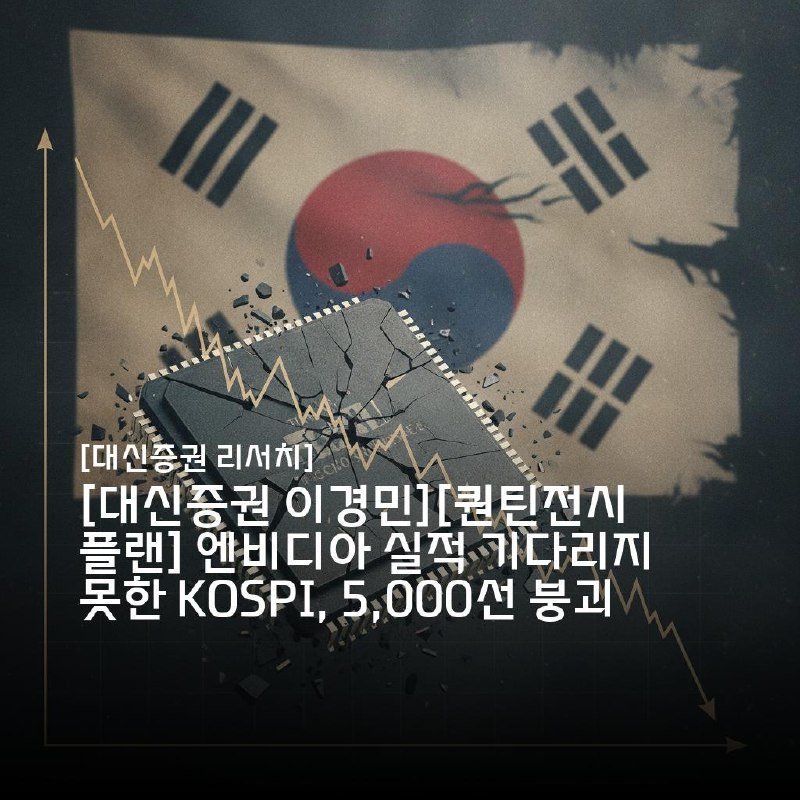 [대신증권 리서치]
[대신증권 이경민][퀀틴전시
플랜] 엔비디아 실적 기다리지
못한 KOSPI, 5,000선 붕괴